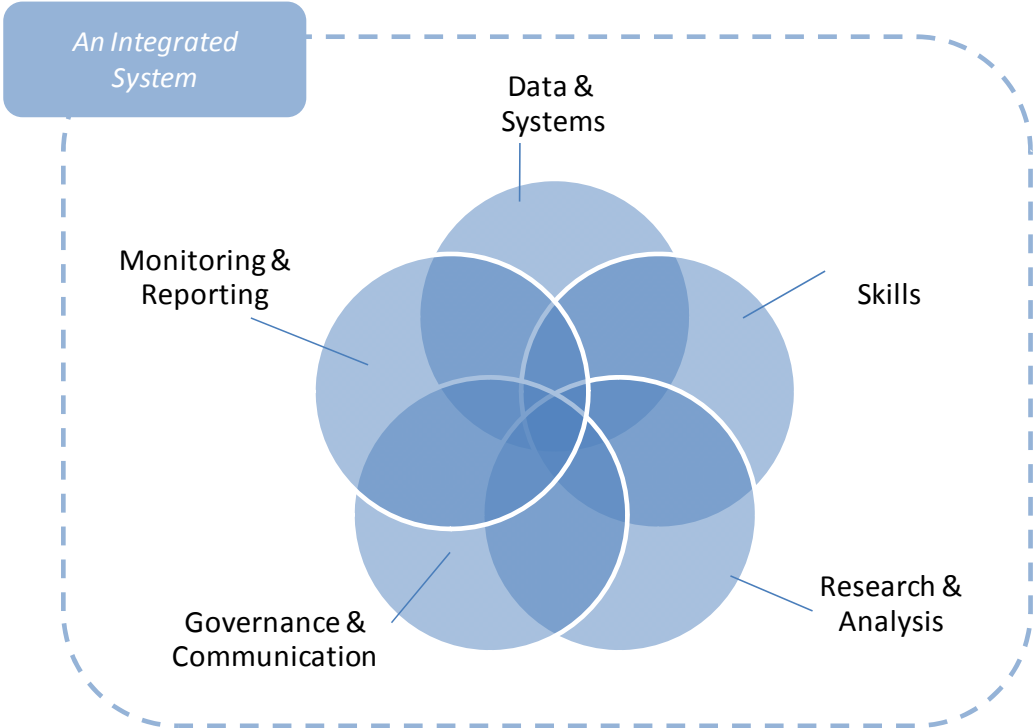 An Integrated
System
Data &
Systems
Monitoring &
Reporting
Skills
Research &
Analysis
Governance &
Communication